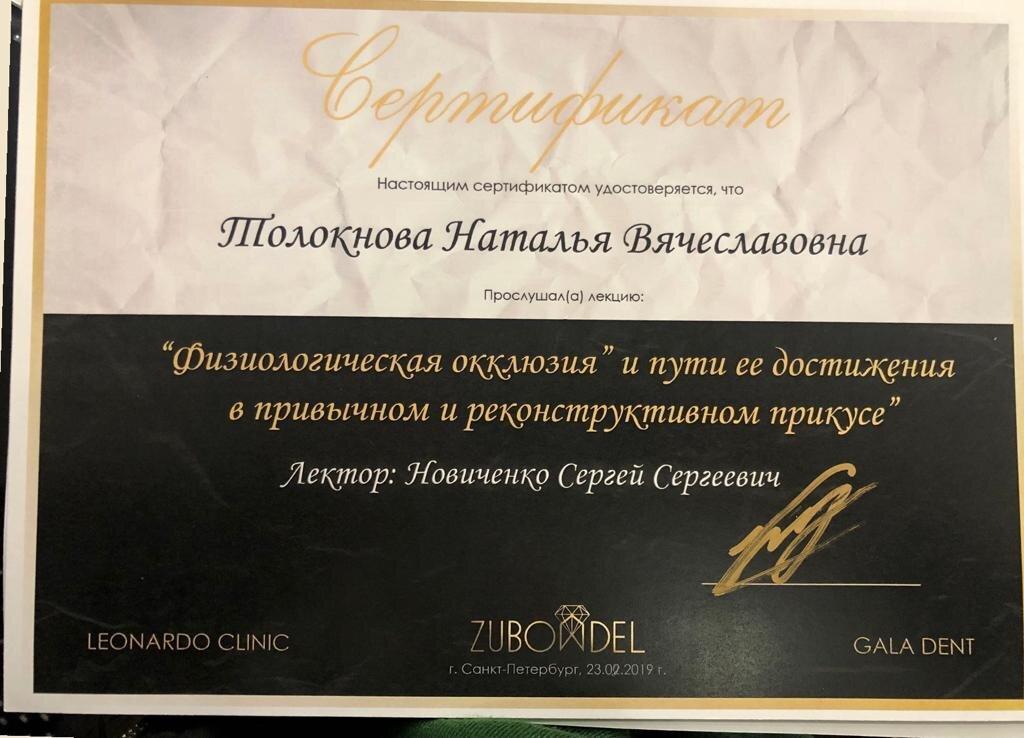 Сертификат
Настоящим сертификатом удостоверяется, что
Толокнова Наталья Вячеславовна
Прослушал(а) лекцию:
“Физиологическая окклюзия” и пути ее достижения
в привычном и реконструктивном прикусе”
Лектор: Новиченко Сергей Сергеевич
LEONARDO CLINIC
ZUBODEL
GALA DENT
г. Санкт-Петербург, 23.02.2019 г.